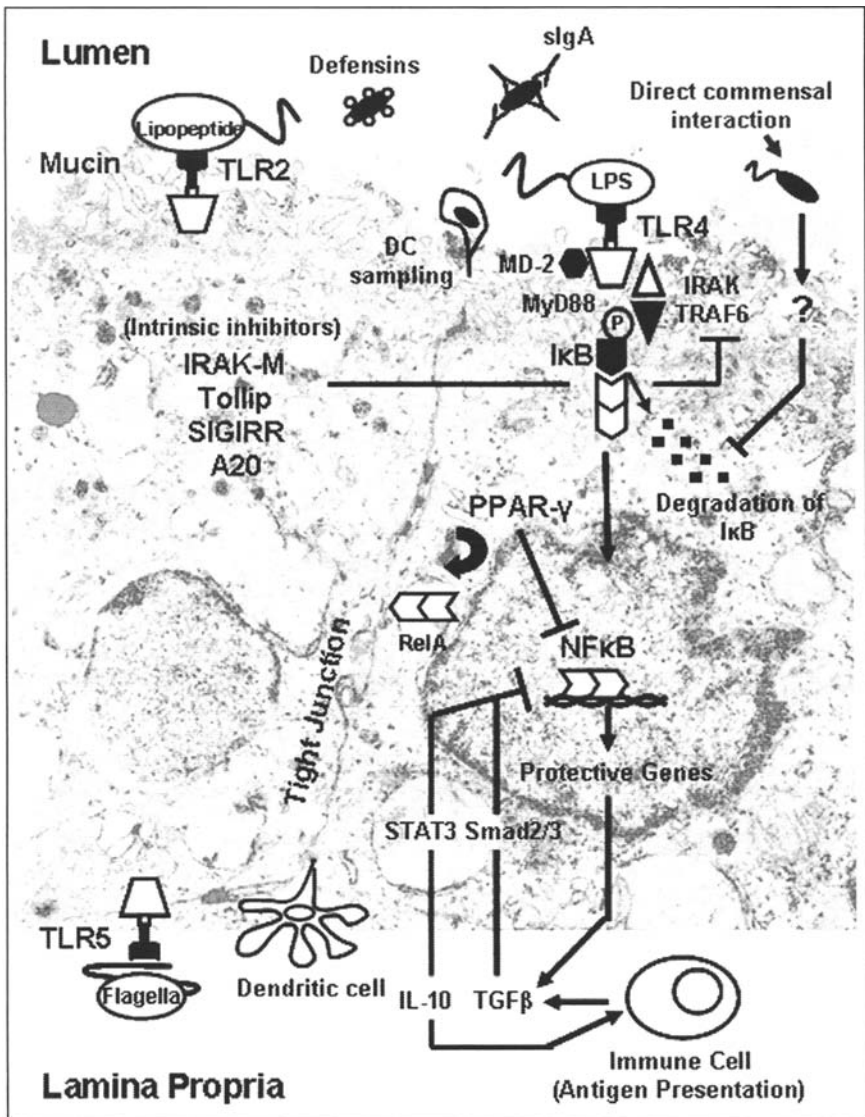 Lumen
sIgA
Defensins
Direct commensal
interaction
Lipopeptide
Mucin
TLR2
LPS
TLR4
DC
sampling
MD-2
MyD88
IRAK
TRAF6
P
?
(Intrinsic inhibitors)
IRAK-M
Tollip
SIGIRR
A20
IκB
Degradation of
IκB
PPAR-γ
RelA
NFκB
Tight Junction
Protective Genes
STAT3 Smad2/3
TLR5
Flagella
Dendritic cell
IL-10 TGFβ
Immune Cell
(Antigen Presentation)
Lamina Propria